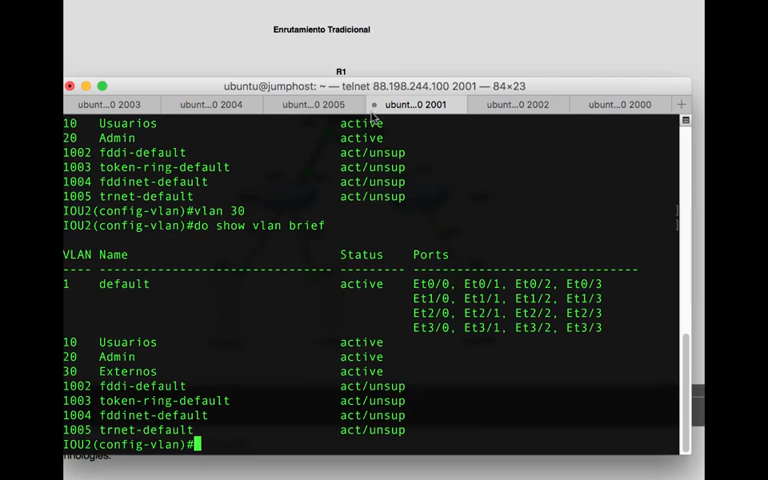 Enrutamiento Tradicional
R1
ubuntu@jumphost: ~ — telnet 88.198.244.100 2001 — 84×23
ubunt...0 2003 ubunt...0 2004 ubunt...0 2005 ubunt...0 2001 ubunt...0 2002 ubunt...0 2000 +
10 Usuarios active
20 Admin active
1002 fddi-default act/unsup
1003 token-ring-default act/unsup
1004 fddinet-default act/unsup
1005 trnet-default act/unsup
IOU2(config-vlan)#vlan 30 ]
IOU2(config-vlan)#do show vlan brief ]
VLAN Name Status Ports
---- -------------------------------- --------- -------------------------------
1 default active Et0/0, Et0/1, Et0/2, Et0/3
Et1/0, Et1/1, Et1/2, Et1/3
Et2/0, Et2/1, Et2/2, Et2/3
Et3/0, Et3/1, Et3/2, Et3/3
10 Usuarios active
20 Admin active
30 Externos active
1002 fddi-default act/unsup
1003 token-ring-default act/unsup
1004 fddinet-default act/unsup
1005 trnet-default act/unsup
IOU2(config-vlan)#